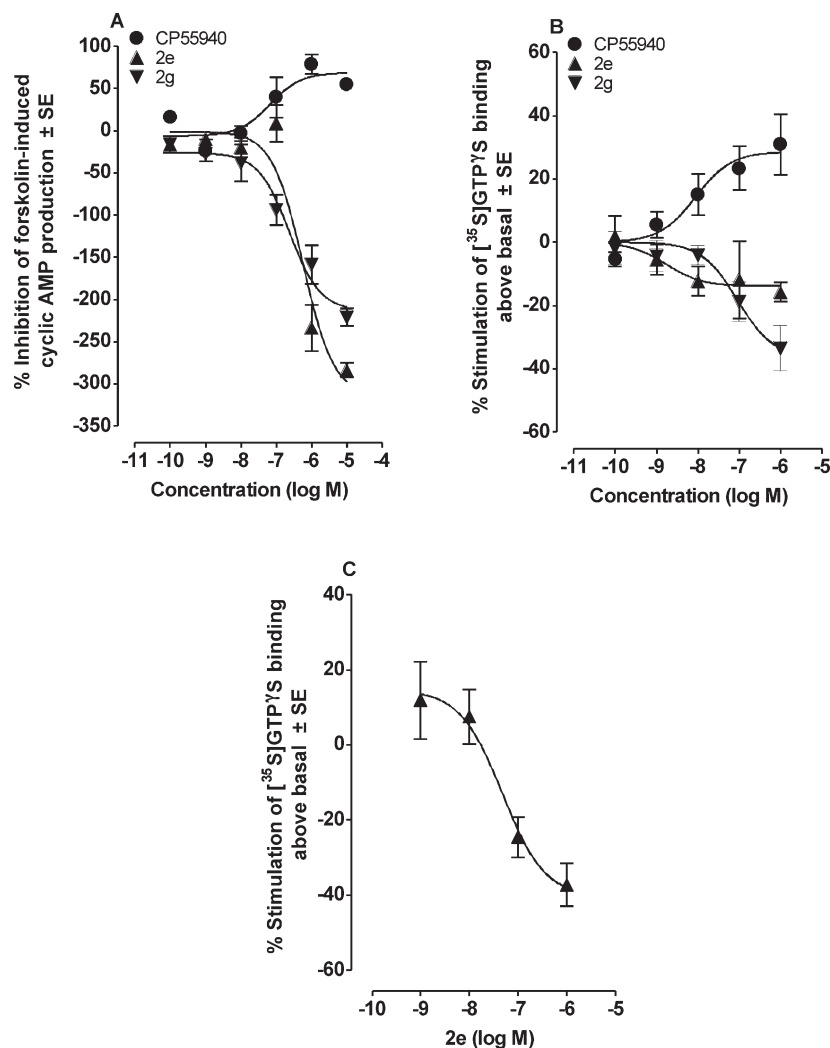 A
CP55940
2e
2g
% Inhibition of forskolin-induced
cyclic AMP production ± SE
100
50
0
-50
-100
-150
-200
-250
-300
-350
-11 -10 -9 -8 -7 -6 -5 -4
Concentration (log M)
B
CP55940
2e
2g
% Stimulation of [³⁵S]GTPγS binding
above basal ± SE
60
40
20
0
-20
-40
-60
-11 -10 -9 -8 -7 -6 -5
Concentration (log M)
C
% Stimulation of [³⁵S]GTPγS binding
above basal ± SE
40
20
0
-20
-40
-60
-10 -9 -8 -7 -6 -5
2e (log M)